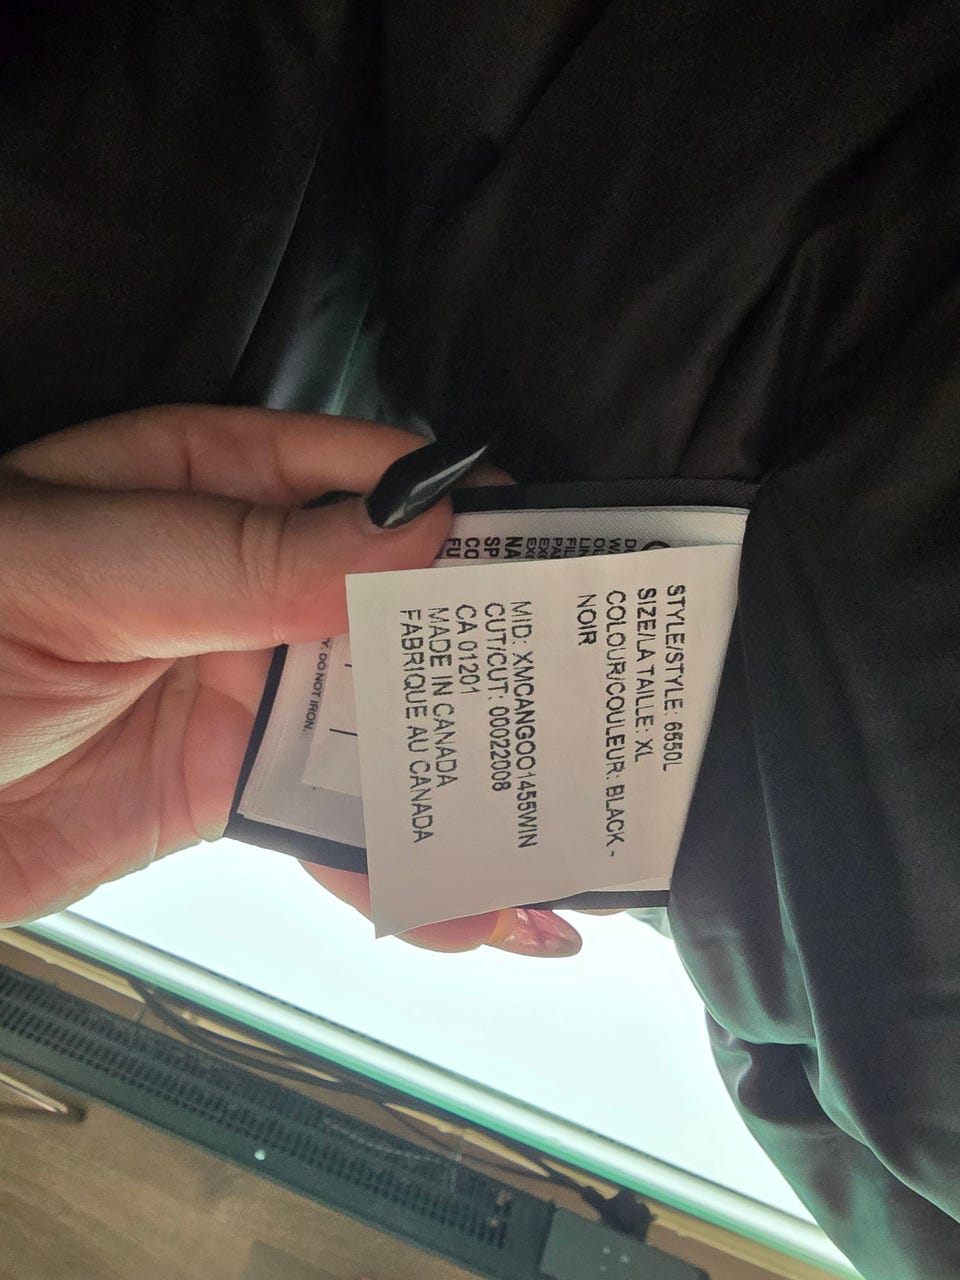 STYLE/STYLE: 6550L
SIZE/LA TAILLE: XL
COLOUR/COULEUR: BLACK -
NOIR
MID: XMCANGOO1455WIN
CUT/CUT: 00022008
CA 01201
MADE IN CANADA
FABRIQUE AU CANADA
DO NOT IRON.